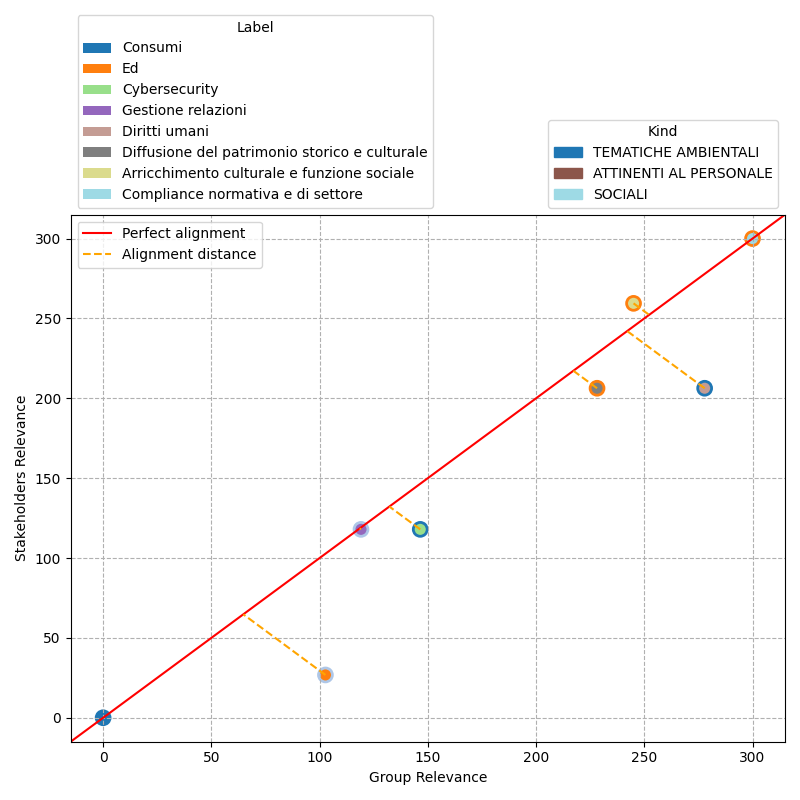 Label
Consumi
Ed
Cybersecurity
Gestione relazioni
Diritti umani
Diffusione del patrimonio storico e culturale
Arricchimento culturale e funzione sociale
Compliance normativa e di settore
Kind
TEMATICHE AMBIENTALI
ATTINENTI AL PERSONALE
SOCIALI
Perfect alignment
Alignment distance
300
250
200
150
100
50
0
Stakeholders Relevance
0 50 100 150 200 250 300
Group Relevance